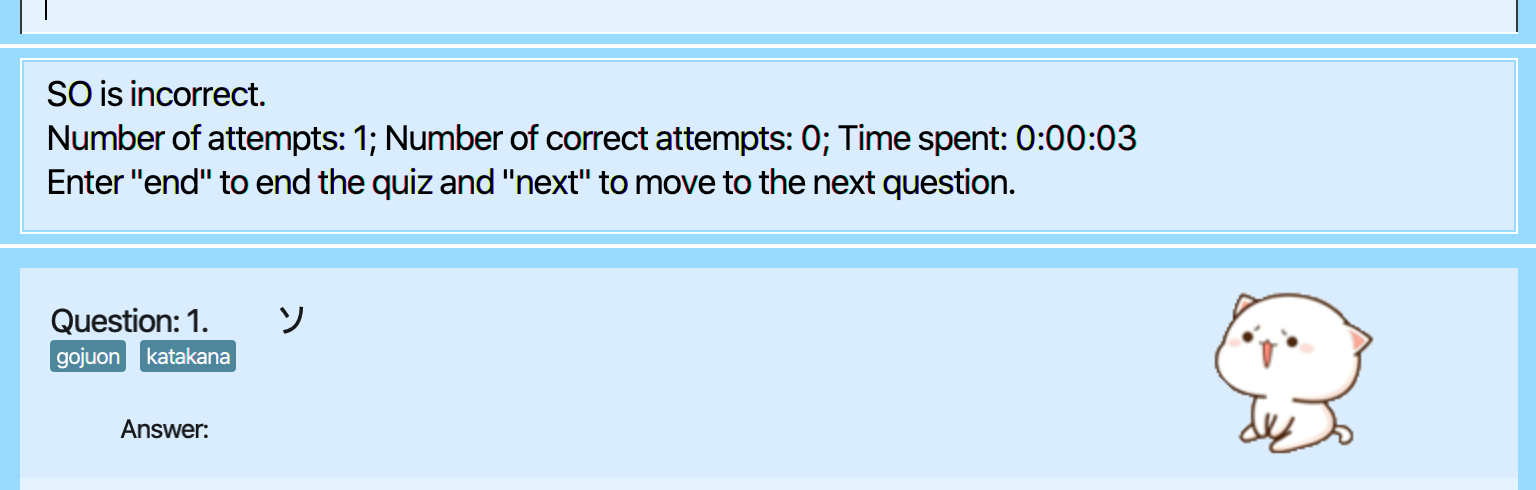 SO is incorrect.
Number of attempts: 1; Number of correct attempts: 0; Time spent: 0:00:03
Enter "end" to end the quiz and "next" to move to the next question.
Question: 1. ソ
gojuon katakana
Answer: